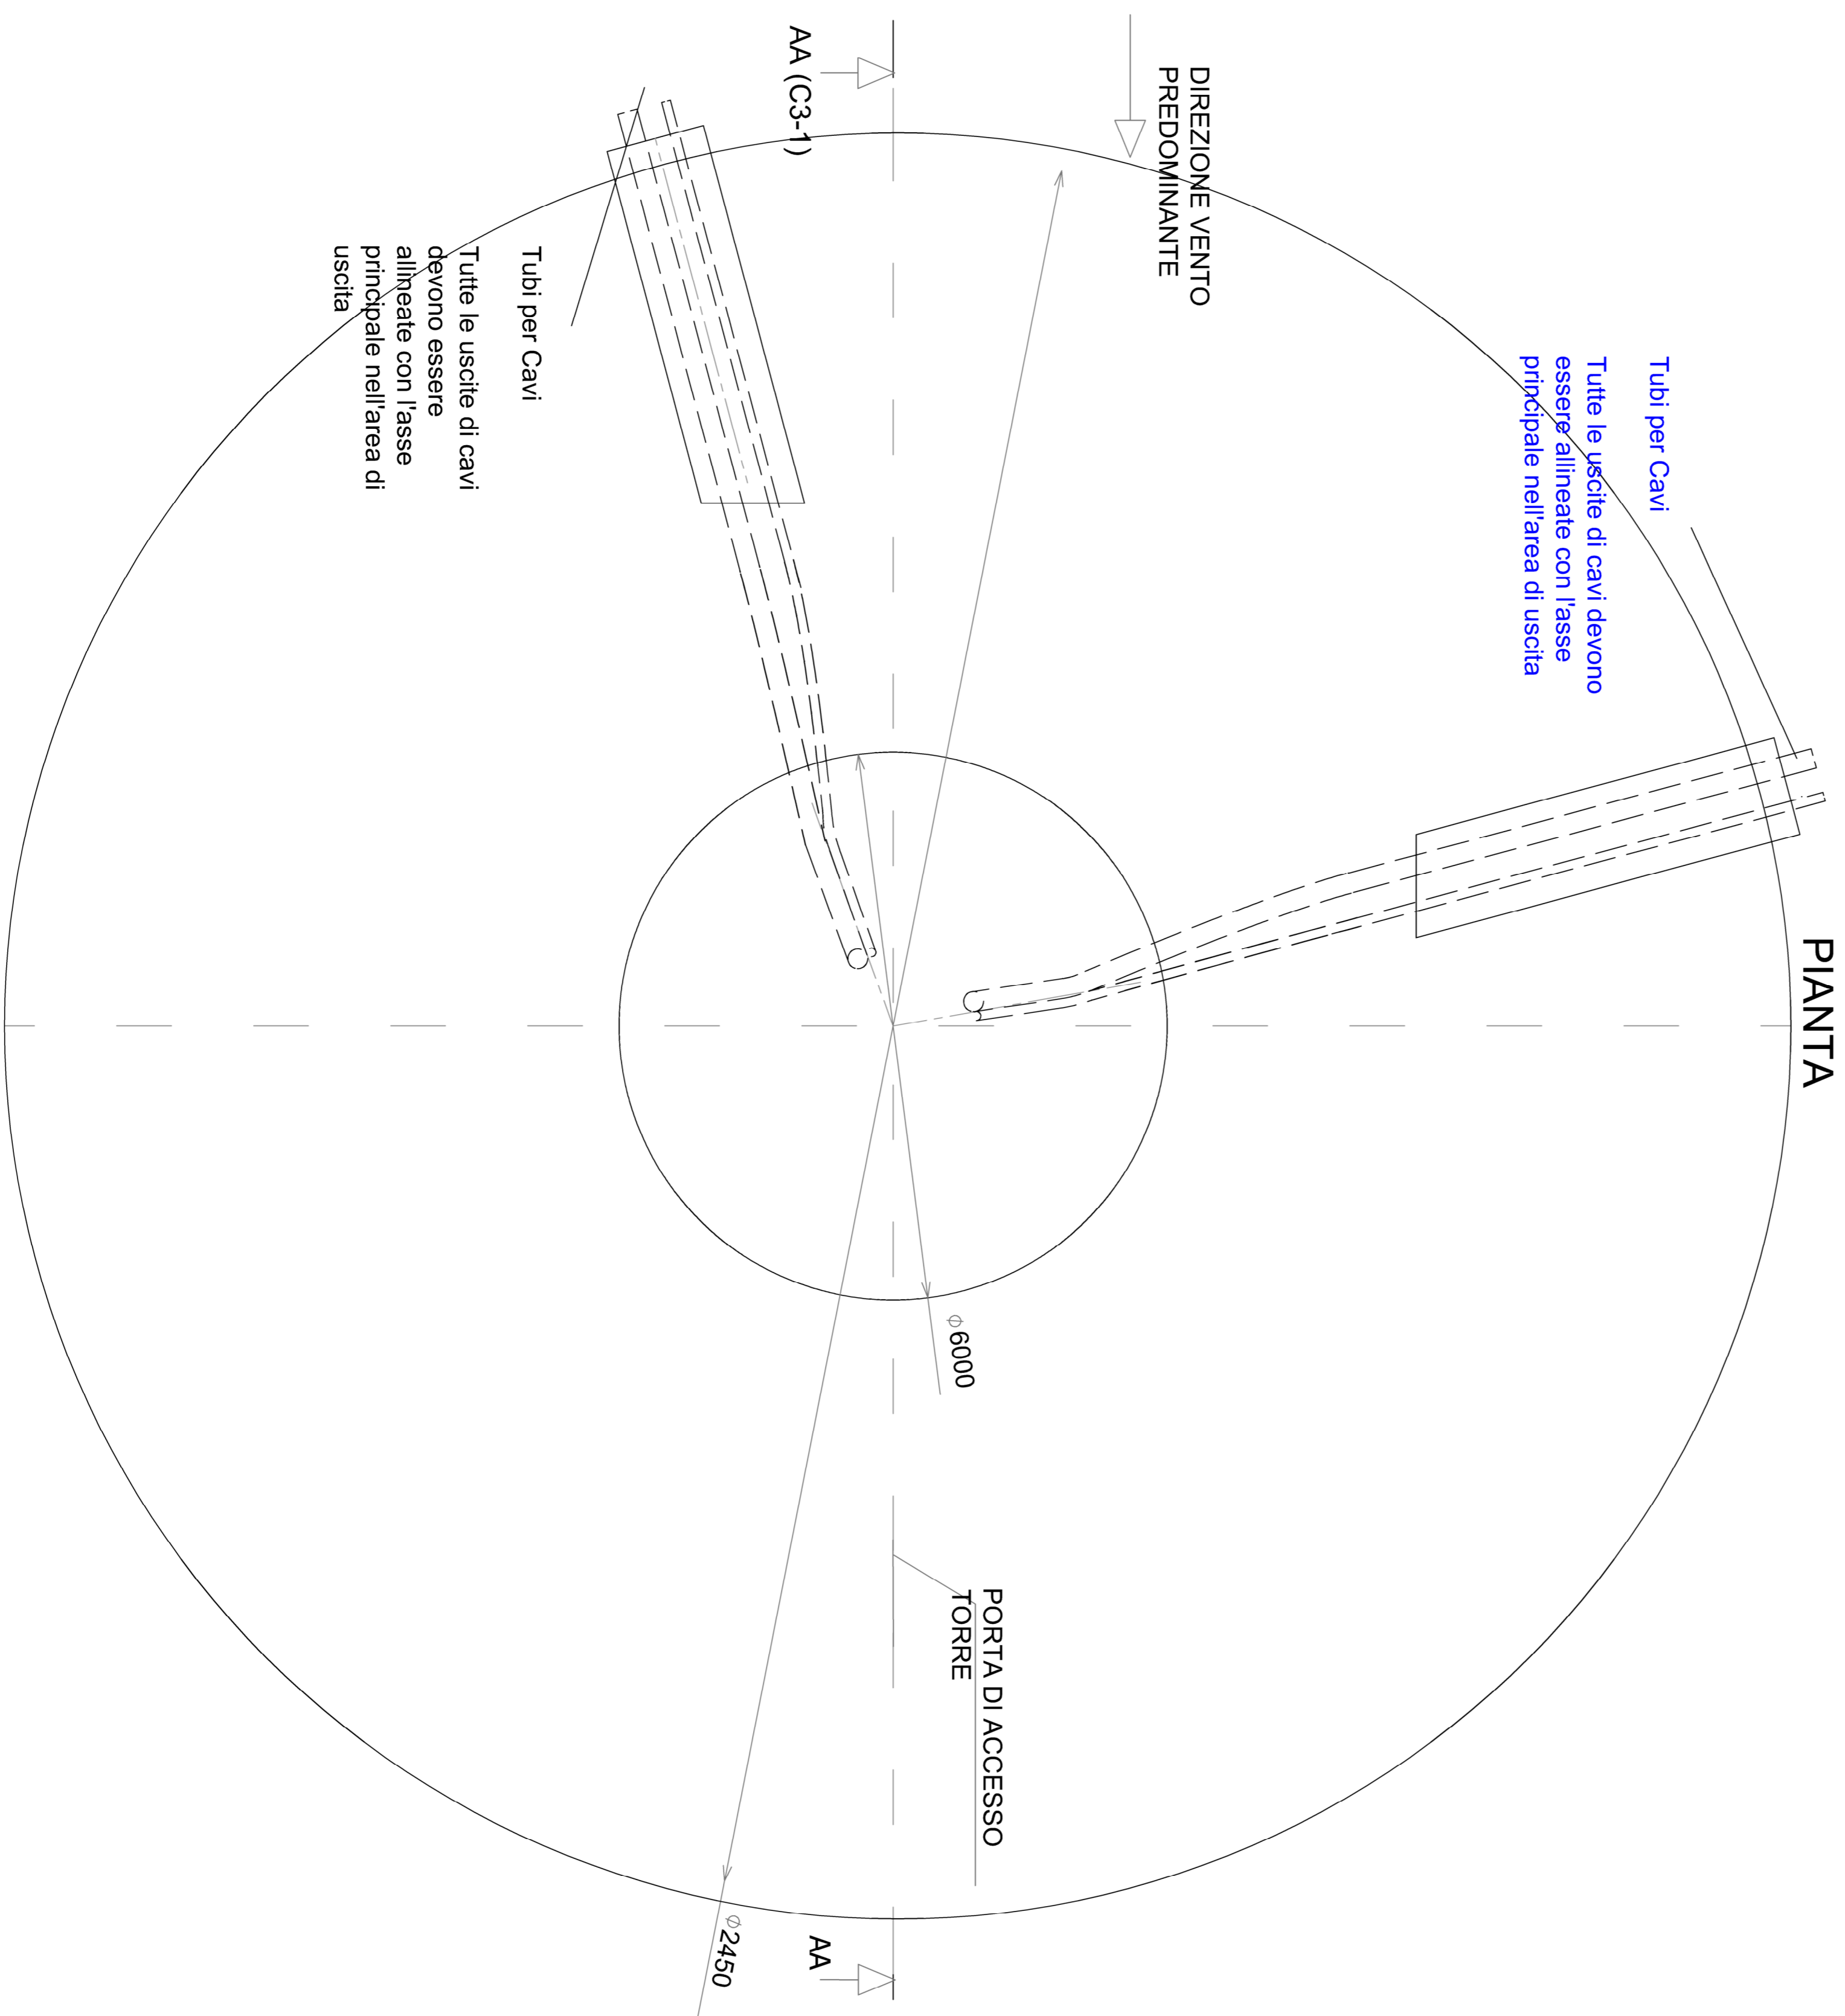 PIANTA
Tubi per Cavi
Tutte le uscite di cavi devono
essere allineate con l'asse
principale nell'area di uscita
DIREZIONE VENTO
PREDOMINANTE
AA (C3-1)
Tubi per Cavi
Tutte le uscite di cavi
devono essere
allineate con l'asse
principale nell'area di
uscita
⌀6000
PORTA DI ACCESSO
TORRE
AA
⌀2450